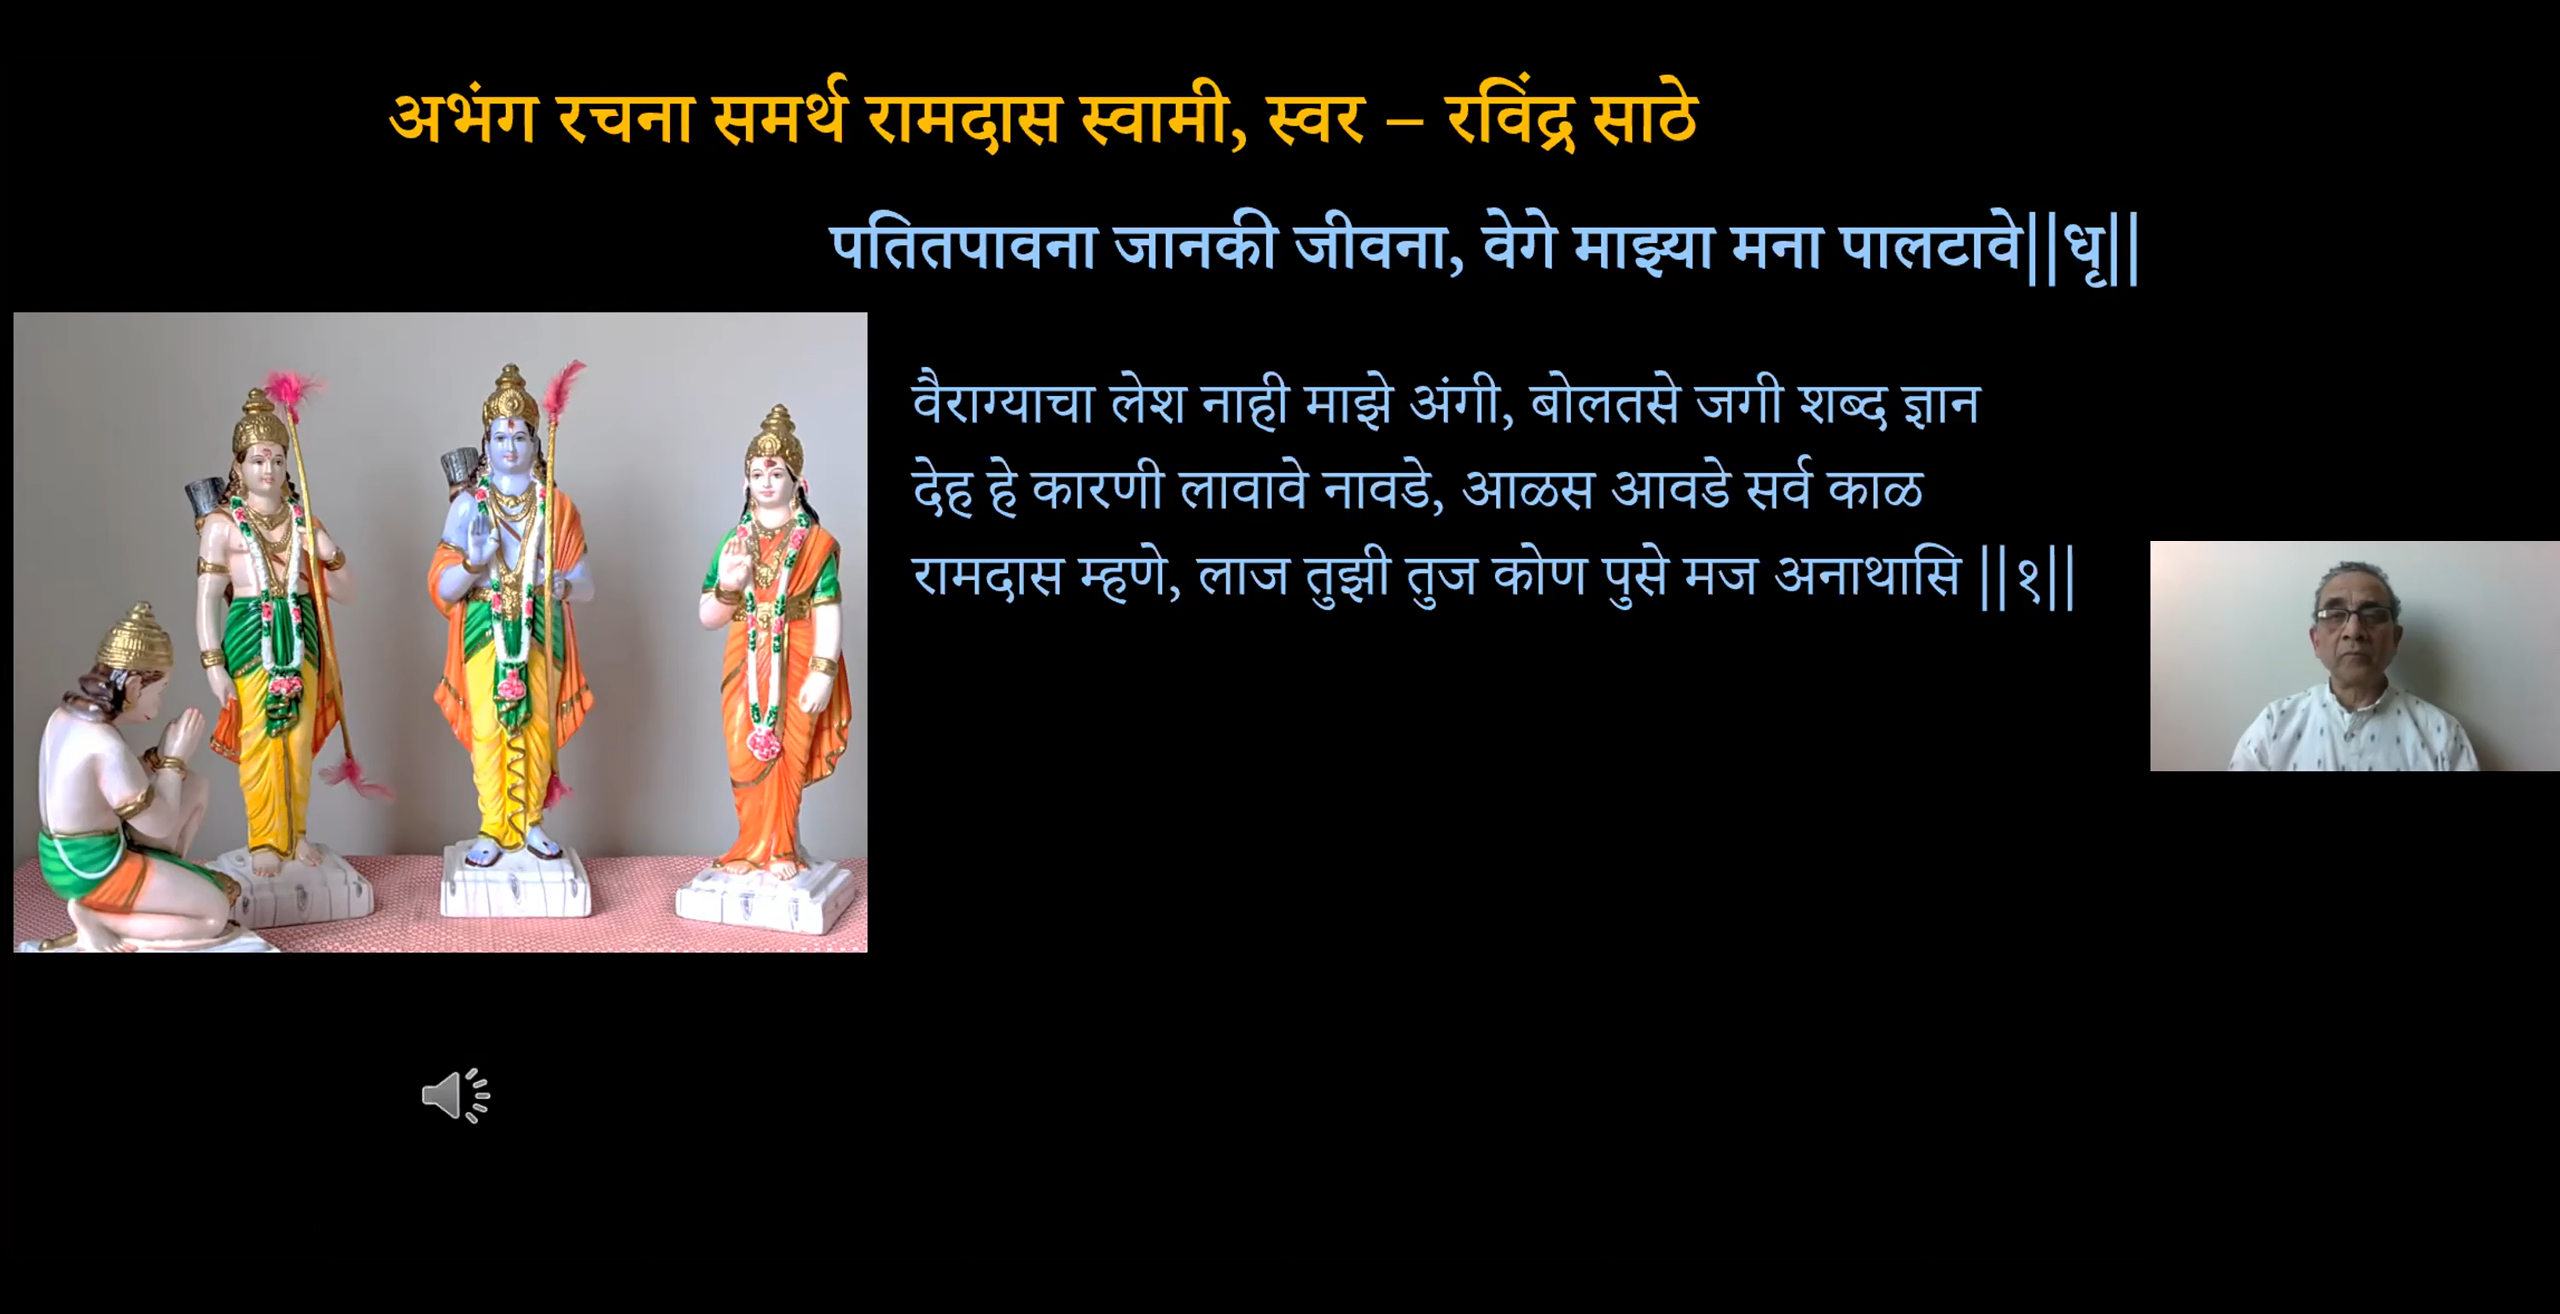 अभंग रचना समर्थ रामदास स्वामी, स्वर – रविंद्र साठे
पतितपावना जानकी जीवना, वेगे माझ्या मना पालटावे||धृ||
वैराग्याचा लेश नाही माझे अंगी, बोलतसे जगी शब्द ज्ञान
देह हे कारणी लावावे नावडे, आळस आवडे सर्व काळ
रामदास म्हणे, लाज तुझी तुज कोण पुसे मज अनाथासि ||१||